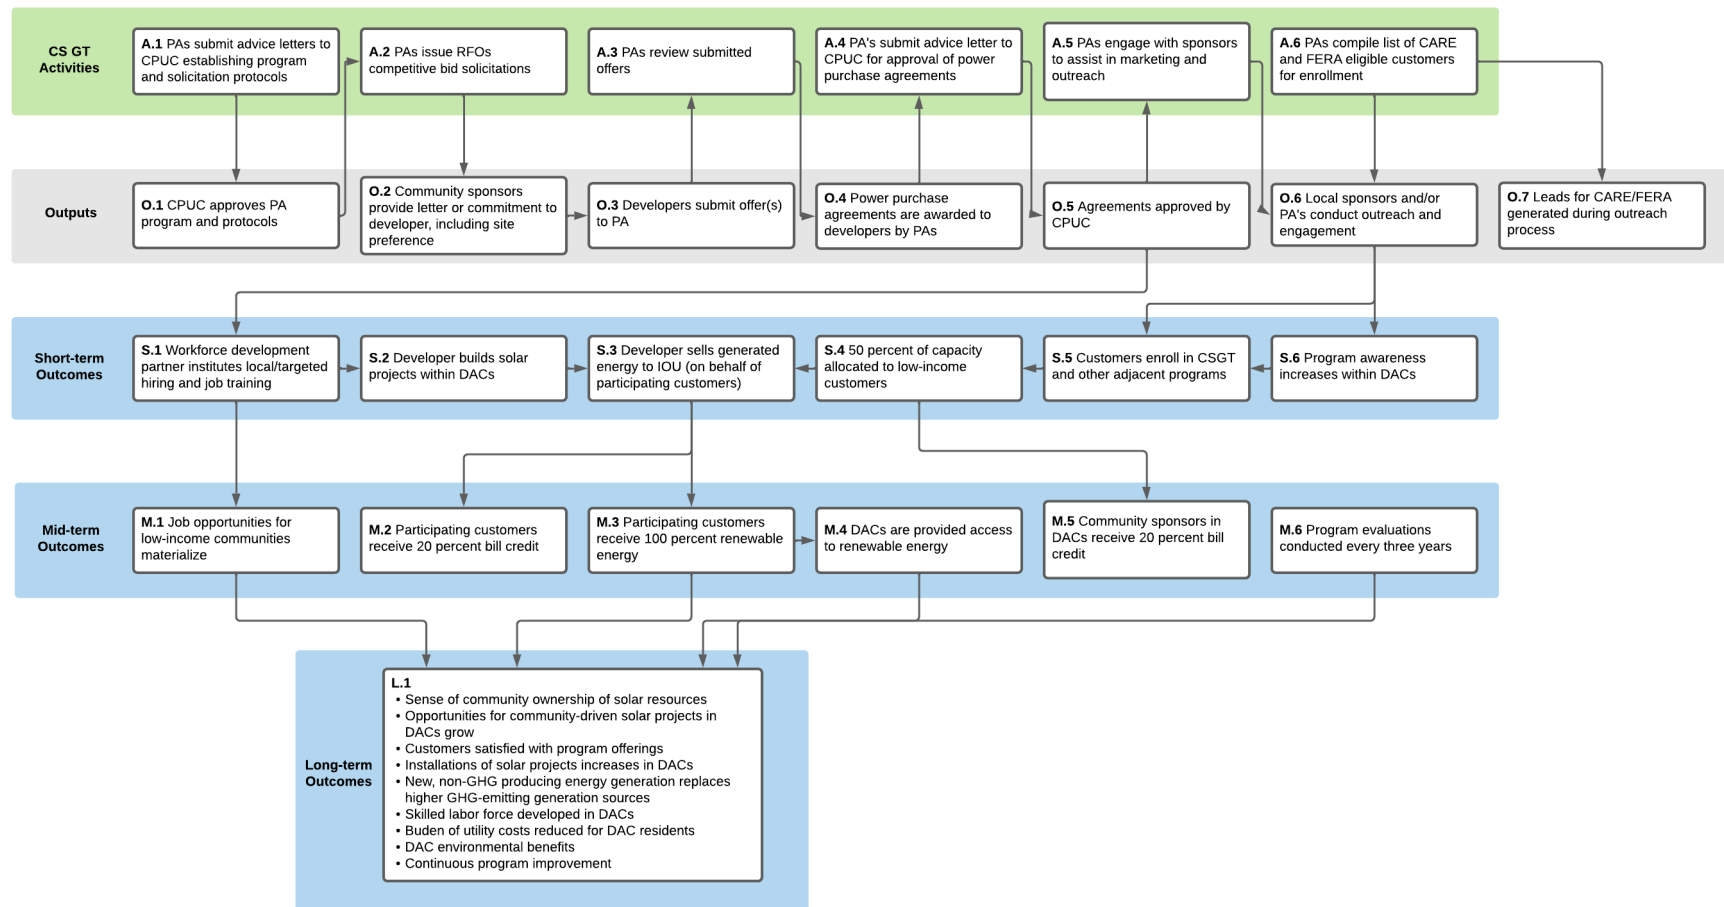 CS GT
Activities
A.1 PAs submit advice letters to
CPUC establishing program
and solicitation protocols
A.2 PAs issue RFOs
competitive bid solicitations
A.3 PAs review submitted
offers
A.4 PA's submit advice letter to
CPUC for approval of power
purchase agreements
A.5 PAs engage with sponsors
to assist in marketing and
outreach
A.6 PAs compile list of CARE
and FERA eligible customers
for enrollment
Outputs
O.1 CPUC approves PA
program and protocols
O.2 Community sponsors
provide letter or commitment to
developer, including site
preference
O.3 Developers submit offer(s)
to PA
O.4 Power purchase
agreements are awarded to
developers by PAs
O.5 Agreements approved by
CPUC
O.6 Local sponsors and/or
PA's conduct outreach and
engagement
O.7 Leads for CARE/FERA
generated during outreach
process
Short-term
Outcomes
S.1 Workforce development
partner institutes local/targeted
hiring and job training
S.2 Developer builds solar
projects within DACs
S.3 Developer sells generated
energy to IOU (on behalf of
participating customers)
S.4 50 percent of capacity
allocated to low-income
customers
S.5 Customers enroll in CSGT
and other adjacent programs
S.6 Program awareness
increases within DACs
Mid-term
Outcomes
M.1 Job opportunities for
low-income communities
materialize
M.2 Participating customers
receive 20 percent bill credit
M.3 Participating customers
receive 100 percent renewable
energy
M.4 DACs are provided access
to renewable energy
M.5 Community sponsors in
DACs receive 20 percent bill
credit
M.6 Program evaluations
conducted every three years
Long-term
Outcomes
L.1
• Sense of community ownership of solar resources
• Opportunities for community-driven solar projects in
DACs grow
• Customers satisfied with program offerings
• Installations of solar projects increases in DACs
• New, non-GHG producing energy generation replaces
higher GHG-emitting generation sources
• Skilled labor force developed in DACs
• Buden of utility costs reduced for DAC residents
• DAC environmental benefits
• Continuous program improvement